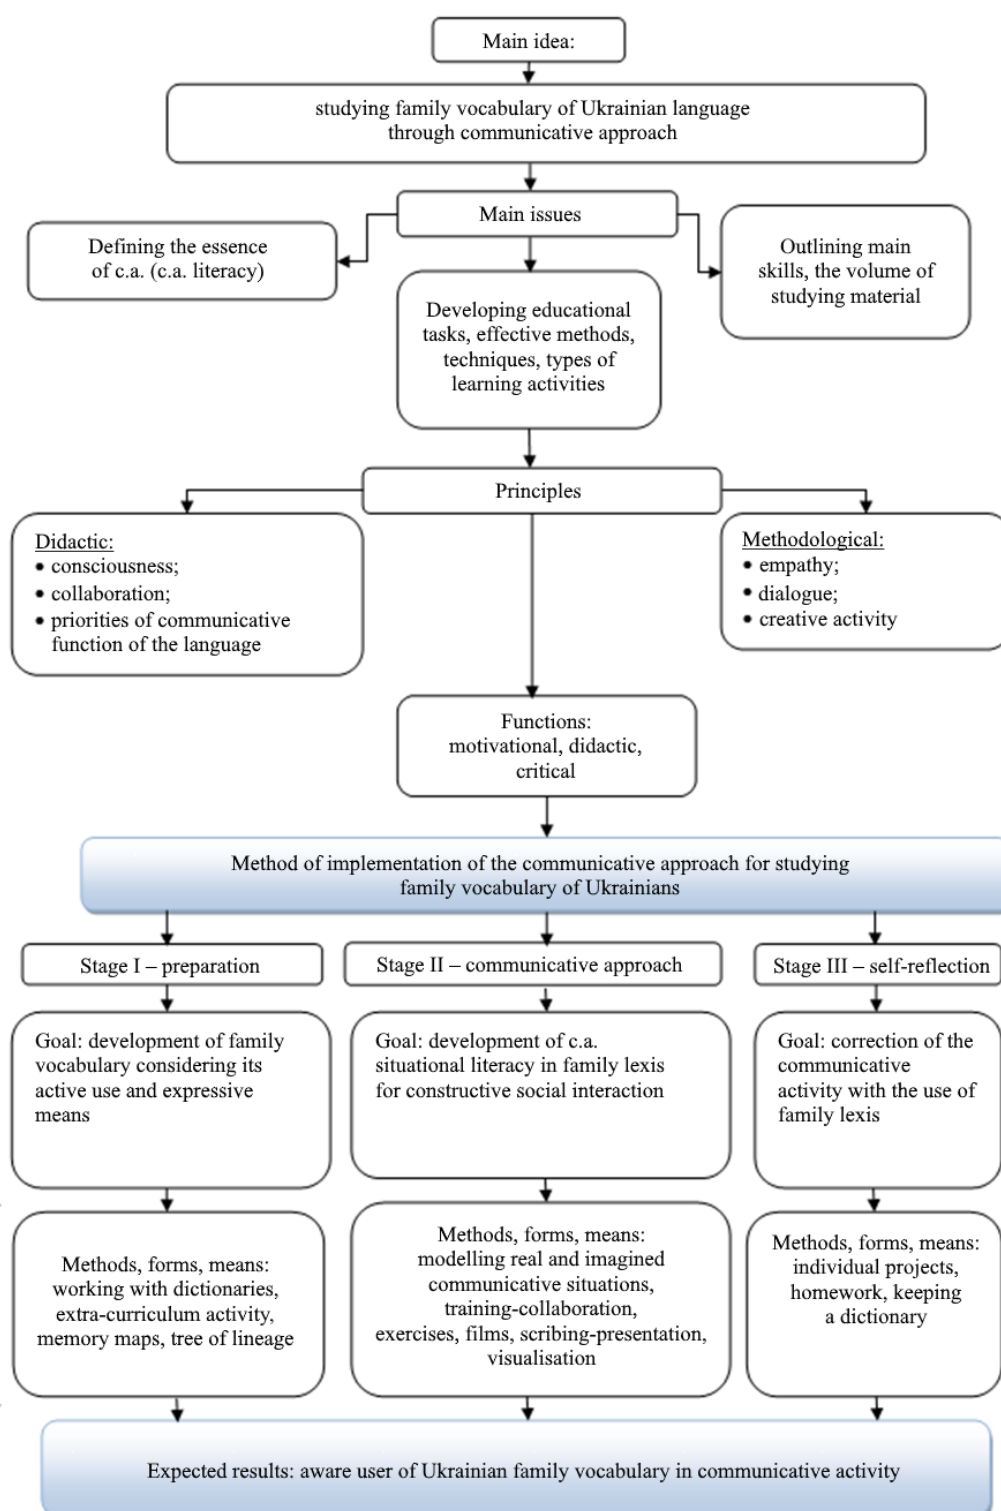 Main idea:
studying family vocabulary of Ukrainian language
through communicative approach
Main issues
Defining the essence
of c.a. (c.a. literacy)
Developing educational
tasks, effective methods,
techniques, types of
learning activities
Outlining main
skills, the volume of
studying material
Principles
Didactic:
• consciousness;
• collaboration;
• priorities of communicative
function of the language
Methodological:
• empathy;
• dialogue;
• creative activity
Functions:
motivational, didactic,
critical
Method of implementation of the communicative approach for studying
family vocabulary of Ukrainians
Stage I – preparation
Stage II – communicative approach
Stage III – self-reflection
Goal: development of family
vocabulary considering its
active use and expressive
means
Goal: development of c.a.
situational literacy in family lexis
for constructive social interaction
Goal: correction of the
communicative
activity with the use of
family lexis
Methods, forms, means:
working with dictionaries,
extra-curriculum activity,
memory maps, tree of lineage
Methods, forms, means:
modelling real and imagined
communicative situations,
training-collaboration,
exercises, films, scribing-presentation,
visualisation
Methods, forms, means:
individual projects,
homework, keeping
a dictionary
Expected results: aware user of Ukrainian family vocabulary in communicative activity